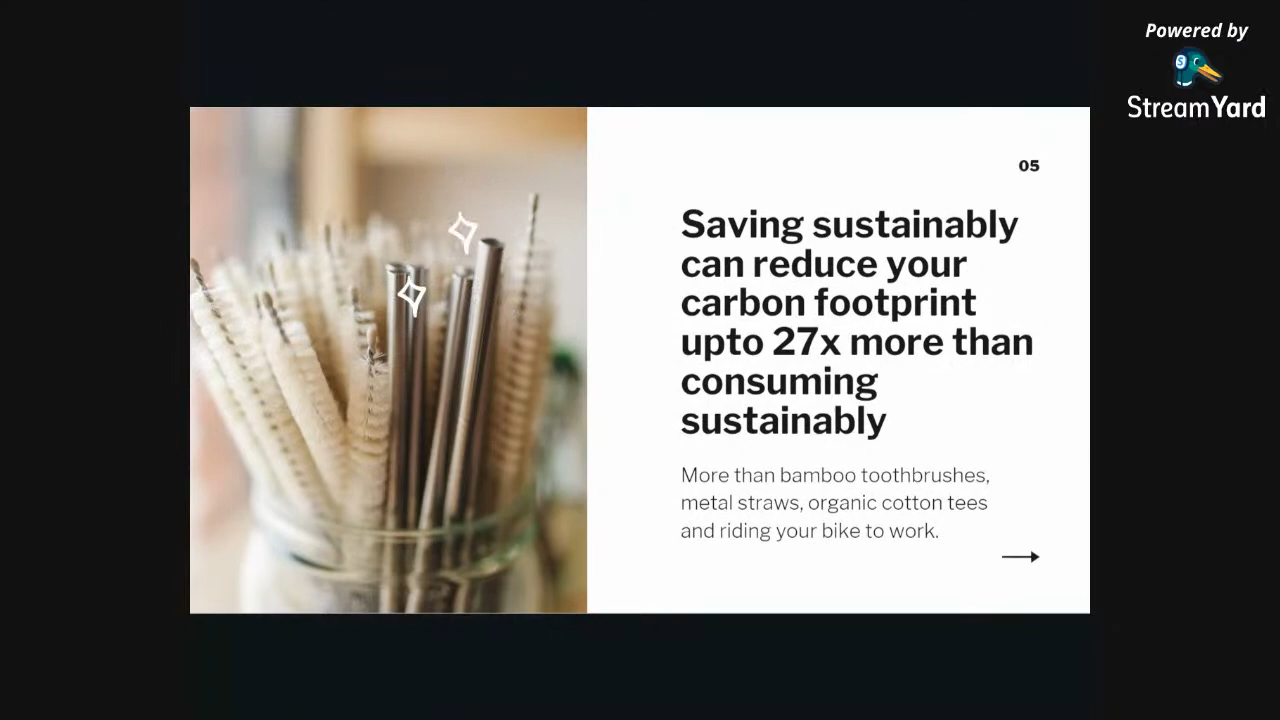 Powered by
StreamYard
05
Saving sustainably
can reduce your
carbon footprint
upto 27x more than
consuming
sustainably
More than bamboo toothbrushes,
metal straws, organic cotton tees
and riding your bike to work.